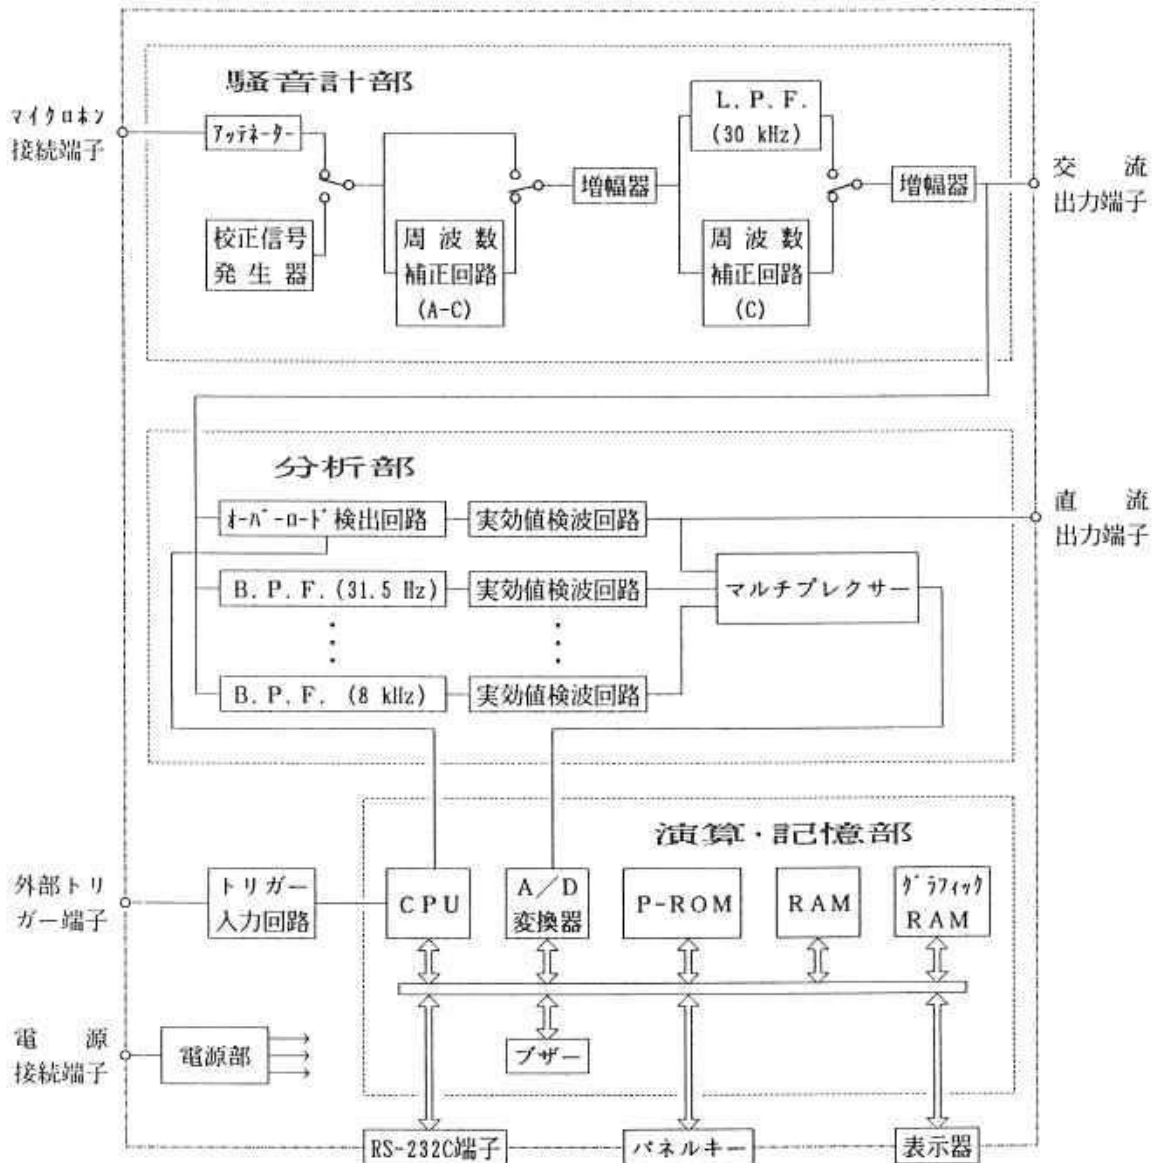 騒音計部
マイクロホン
接続端子
アッテネーター
校正信号
発生器
周波数
補正回路
(A-C)
増幅器
L.P.F.
(30 kHz)
周波数
補正回路
(C)
増幅器
交流
出力端子
分析部
オーバーロード検出回路
実効値検波回路
直流
出力端子
B.P.F.(31.5 Hz)
実効値検波回路
マルチプレクサー
B.P.F. (8 kHz)
実効値検波回路
演算・記憶部
外部トリ
ガー端子
トリガー
入力回路
CPU
A/D
変換器
P-ROM
RAM
グラフィック
RAM
電源
接続端子
電源部
ブザー
RS-232C端子
パネルキー
表示器